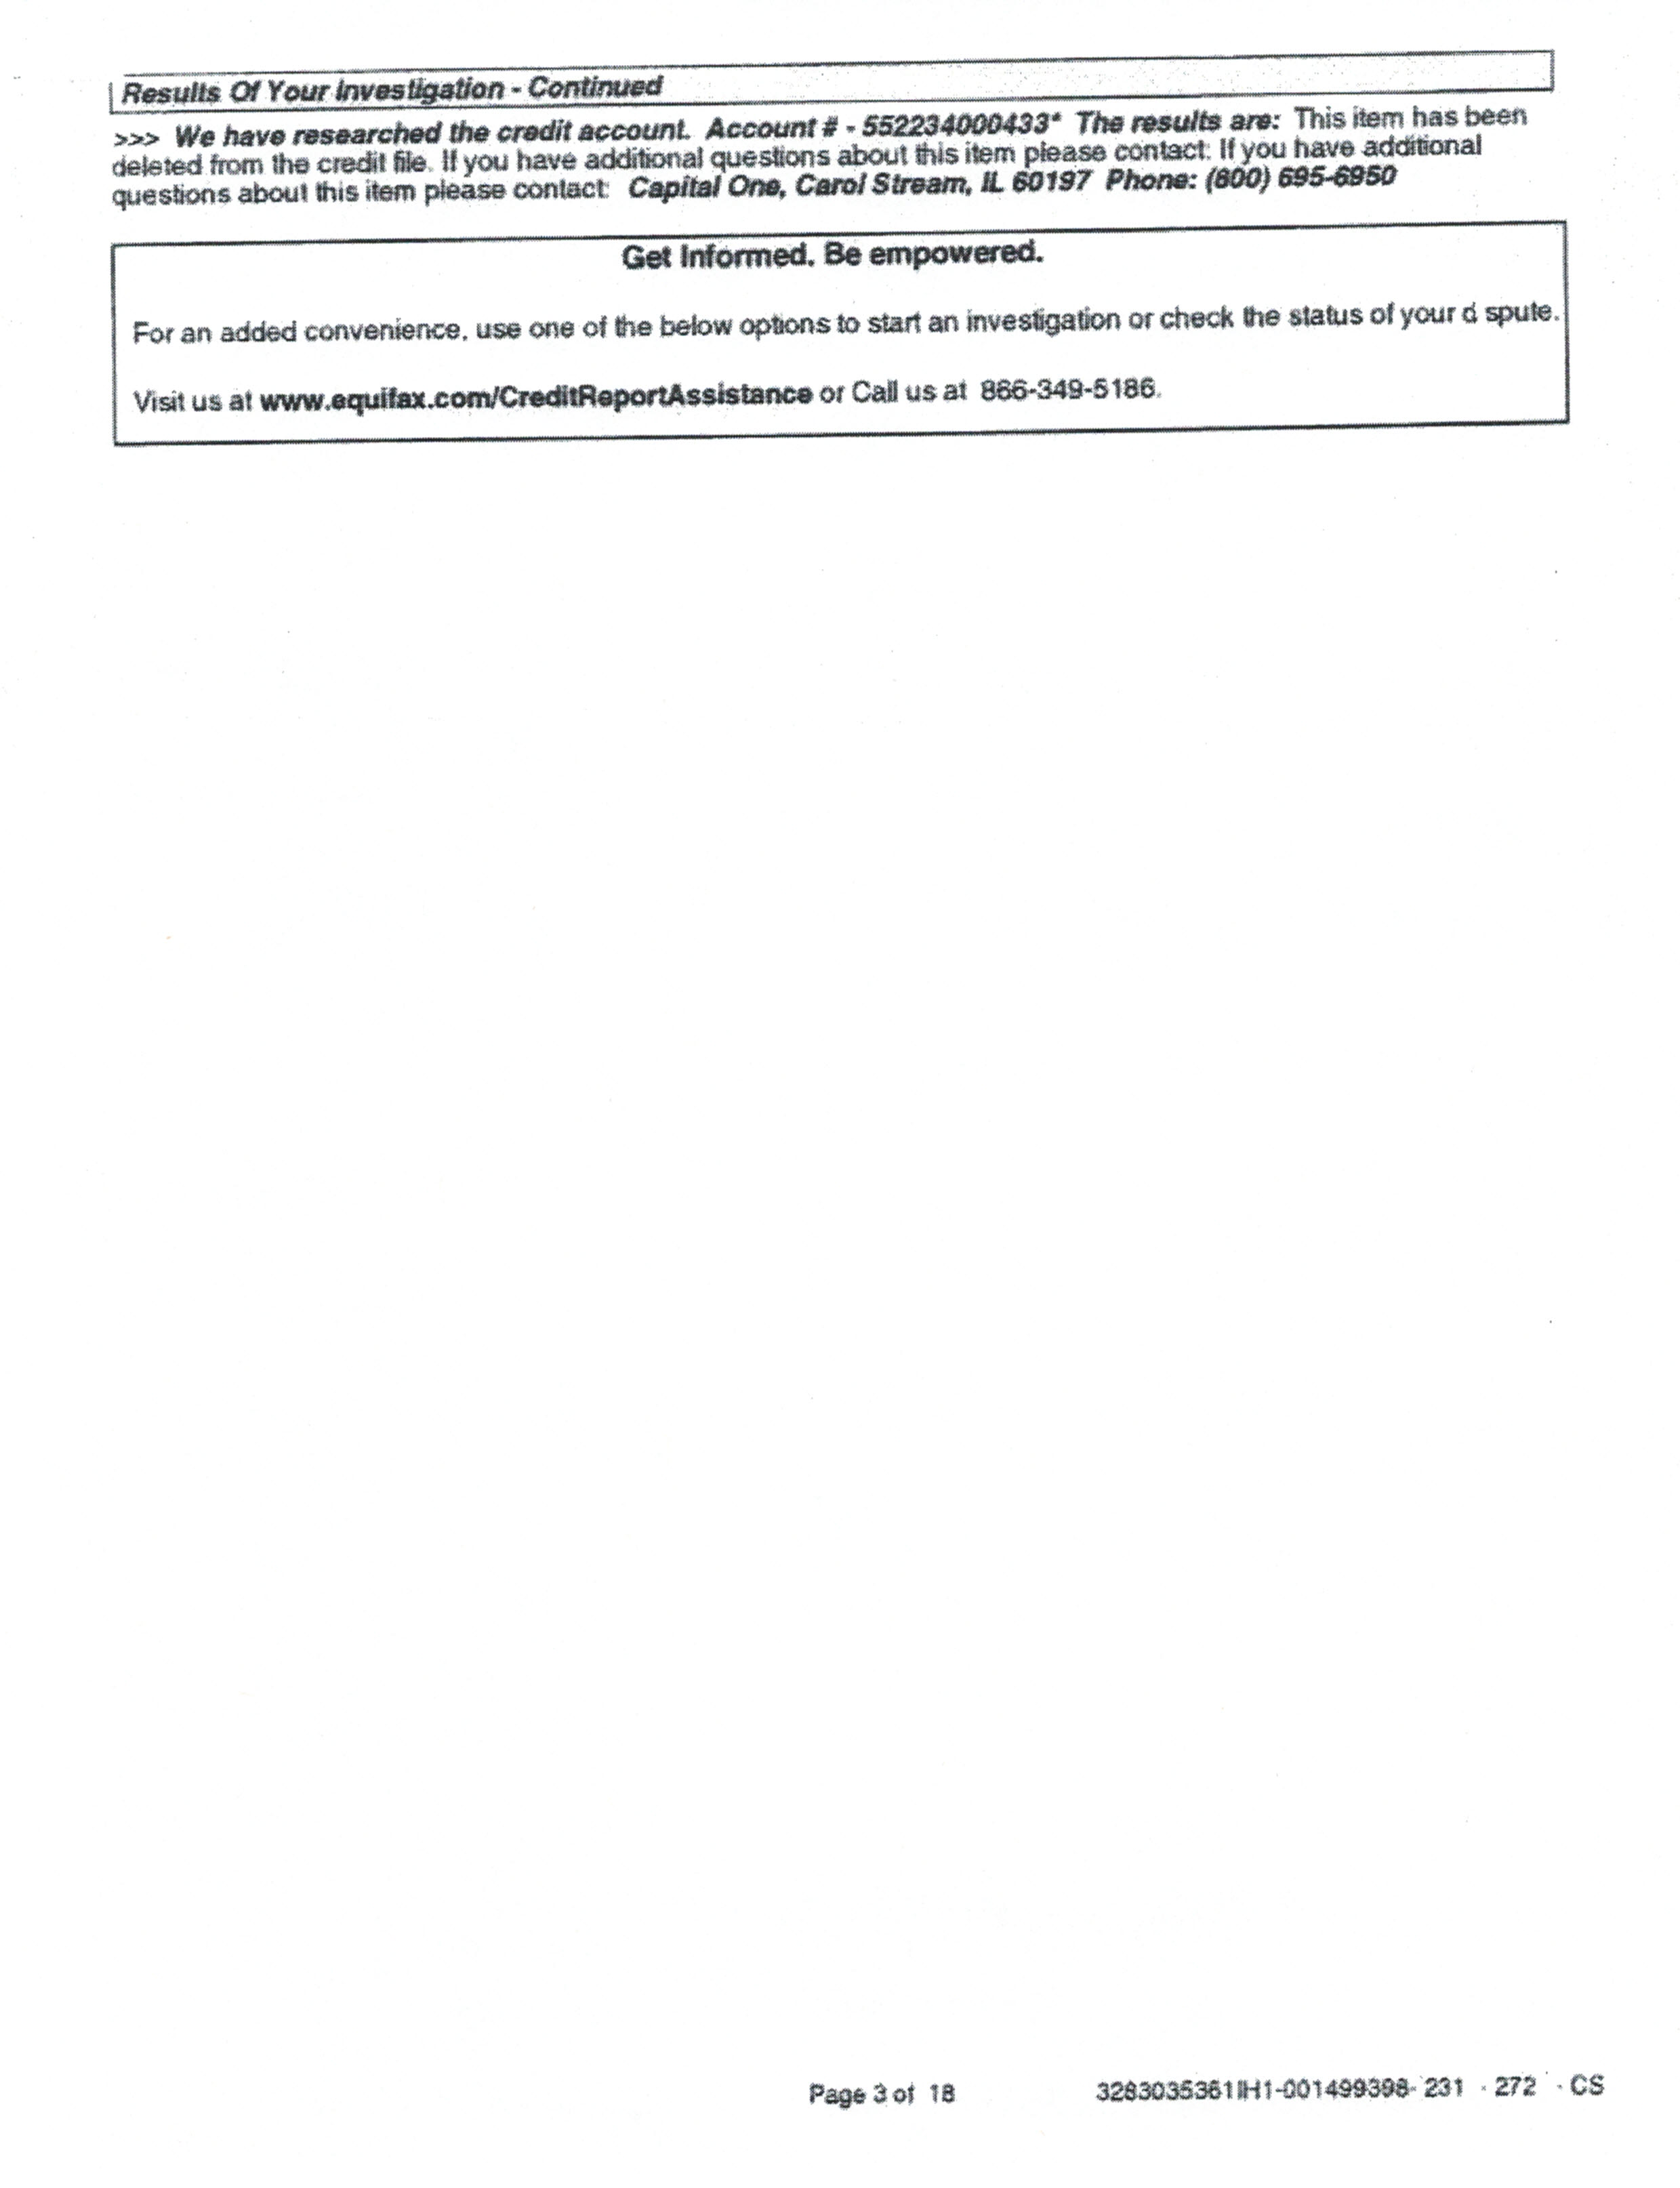 Results Of Your Investigation - Continued
>>> We have researched the credit account. Account # - 552234000433* The results are: This item has been
deleted from the credit file. If you have additional questions about this item please contact: If you have additional
questions about this item please contact: Capital One, Carol Stream, IL 60197 Phone: (800) 695-6950
Get Informed. Be empowered.
For an added convenience, use one of the below options to start an investigation or check the status of your d spute.
Visit us at www.equifax.com/CreditReportAssistance or Call us at 866-349-5186.
Page 3 of 18
3283035361IH1-001499398- 231 - 272 - CS